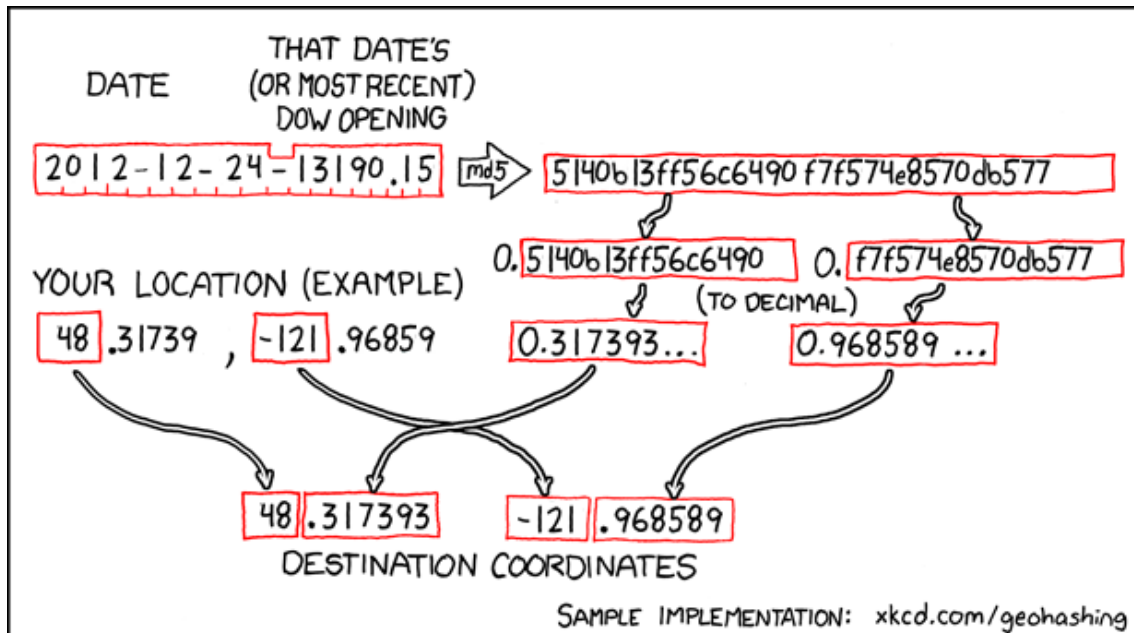 DATE
THAT DATE'S
(OR MOST RECENT)
DOW OPENING
2012-12-24-13190.15
md5
5140b13ff56c6490f7f574e8570db577
0.5140b13ff56c6490
0.f7f574e8570db577
YOUR LOCATION (EXAMPLE)
(TO DECIMAL)
48.31739, -121.96859
0.317393...
0.968589...
48.317393
-121.968589
DESTINATION COORDINATES
SAMPLE IMPLEMENTATION: xkcd.com/geohashing